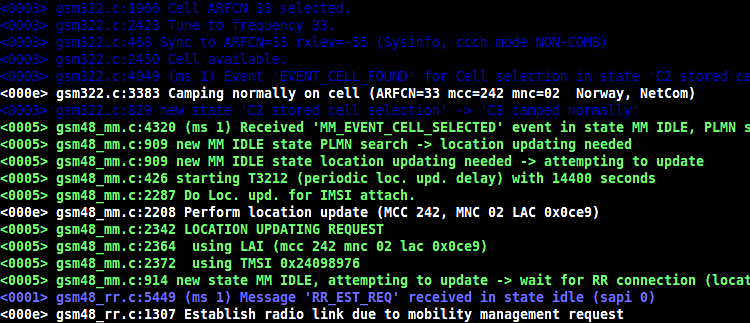 <0003> gsm322.c:1966 Cell ARFCN 33 selected.
<0003> gsm322.c:2423 Tune to frequency 33.
<0003> gsm322.c:468 Sync to ARFCN=33 rxlev=-55 (Sysinfo, ccch mode NON-COMB)
<0003> gsm322.c:2450 Cell available.
<0003> gsm322.c:4049 (ms 1) Event 'EVENT_CELL_FOUND' for Cell selection in state 'C2 stored ce
<000e> gsm322.c:3383 Camping normally on cell (ARFCN=33 mcc=242 mnc=02  Norway, NetCom)
<0003> gsm322.c:829 new state 'C2 stored cell selection' -> 'C3 camped normally'
<0005> gsm48_mm.c:4320 (ms 1) Received 'MM_EVENT_CELL_SELECTED' event in state MM IDLE, PLMN s
<0005> gsm48_mm.c:909 new MM IDLE state PLMN search -> location updating needed
<0005> gsm48_mm.c:909 new MM IDLE state location updating needed -> attempting to update
<0005> gsm48_mm.c:426 starting T3212 (periodic loc. upd. delay) with 14400 seconds
<0005> gsm48_mm.c:2287 Do Loc. upd. for IMSI attach.
<000e> gsm48_mm.c:2208 Perform location update (MCC 242, MNC 02 LAC 0x0ce9)
<0005> gsm48_mm.c:2342 LOCATION UPDATING REQUEST
<0005> gsm48_mm.c:2364  using LAI (mcc 242 mnc 02 lac 0x0ce9)
<0005> gsm48_mm.c:2372  using TMSI 0x24098976
<0005> gsm48_mm.c:914 new state MM IDLE, attempting to update -> wait for RR connection (locat
<0001> gsm48_rr.c:5449 (ms 1) Message 'RR_EST_REQ' received in state idle (sapi 0)
<000e> gsm48_rr.c:1307 Establish radio link due to mobility management request